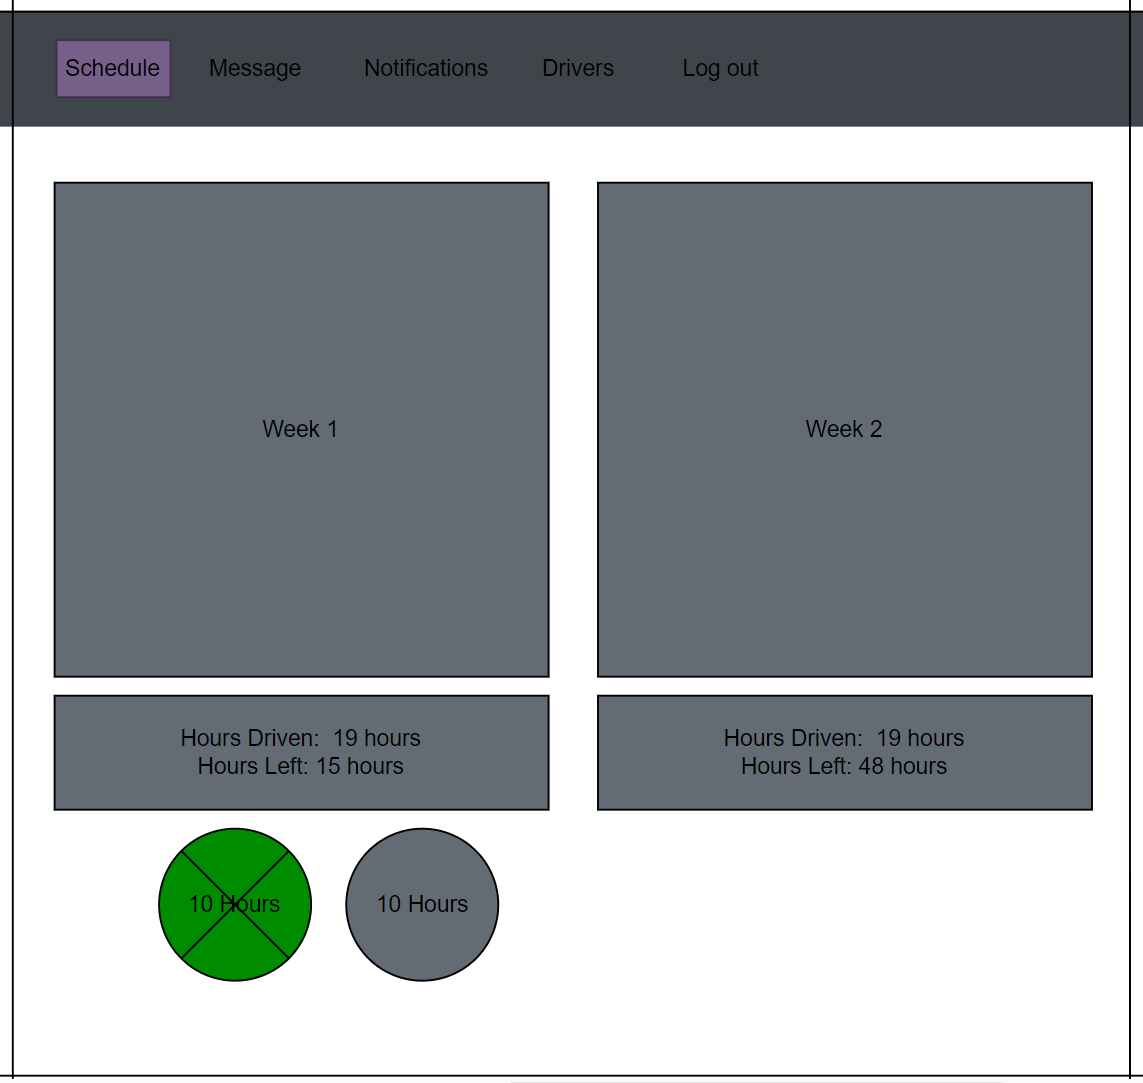 Schedule Message Notifications Drivers Log out
Week 1
Week 2
Hours Driven:  19 hours
Hours Left: 15 hours
Hours Driven:  19 hours
Hours Left: 48 hours
10 Hours
10 Hours